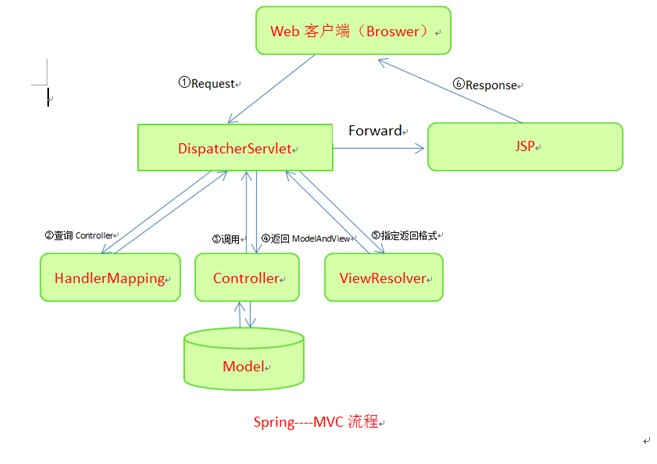 Web 客户端（Broswer）
①Request
⑥Response
DispatcherServlet
Forward
JSP
②查询 Controller
③调用
④返回 ModelAndView
⑤指定返回格式
HandlerMapping
Controller
ViewResolver
Model
Spring----MVC 流程